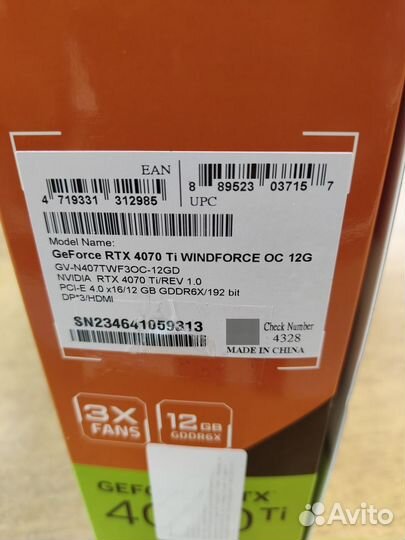 EAN
4 719331 312985
8 89523 03715 7
UPC
Model Name:
GeForce RTX 4070 Ti WINDFORCE OC 12G
GV-N407TWF3OC-12GD
NVIDIA RTX 4070 Ti/REV 1.0
PCI-E 4.0 x16/12 GB GDDR6X/192 bit
DP*3/HDMI
SN234641059313
Check Number
4328
MADE IN CHINA
3X
FANS
12GB
GDDR6X
Ti
Avito